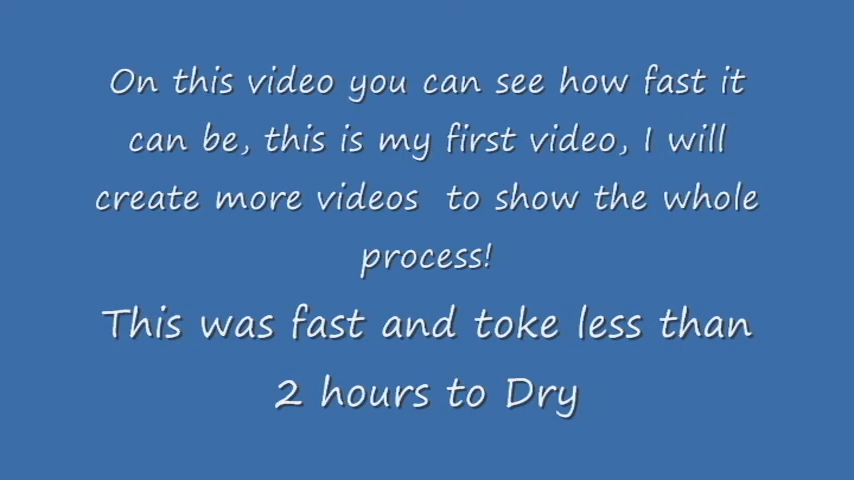 On this video you can see how fast it
can be, this is my first video, I will
create more videos  to show the whole
process!
This was fast and toke less than
2 hours to Dry